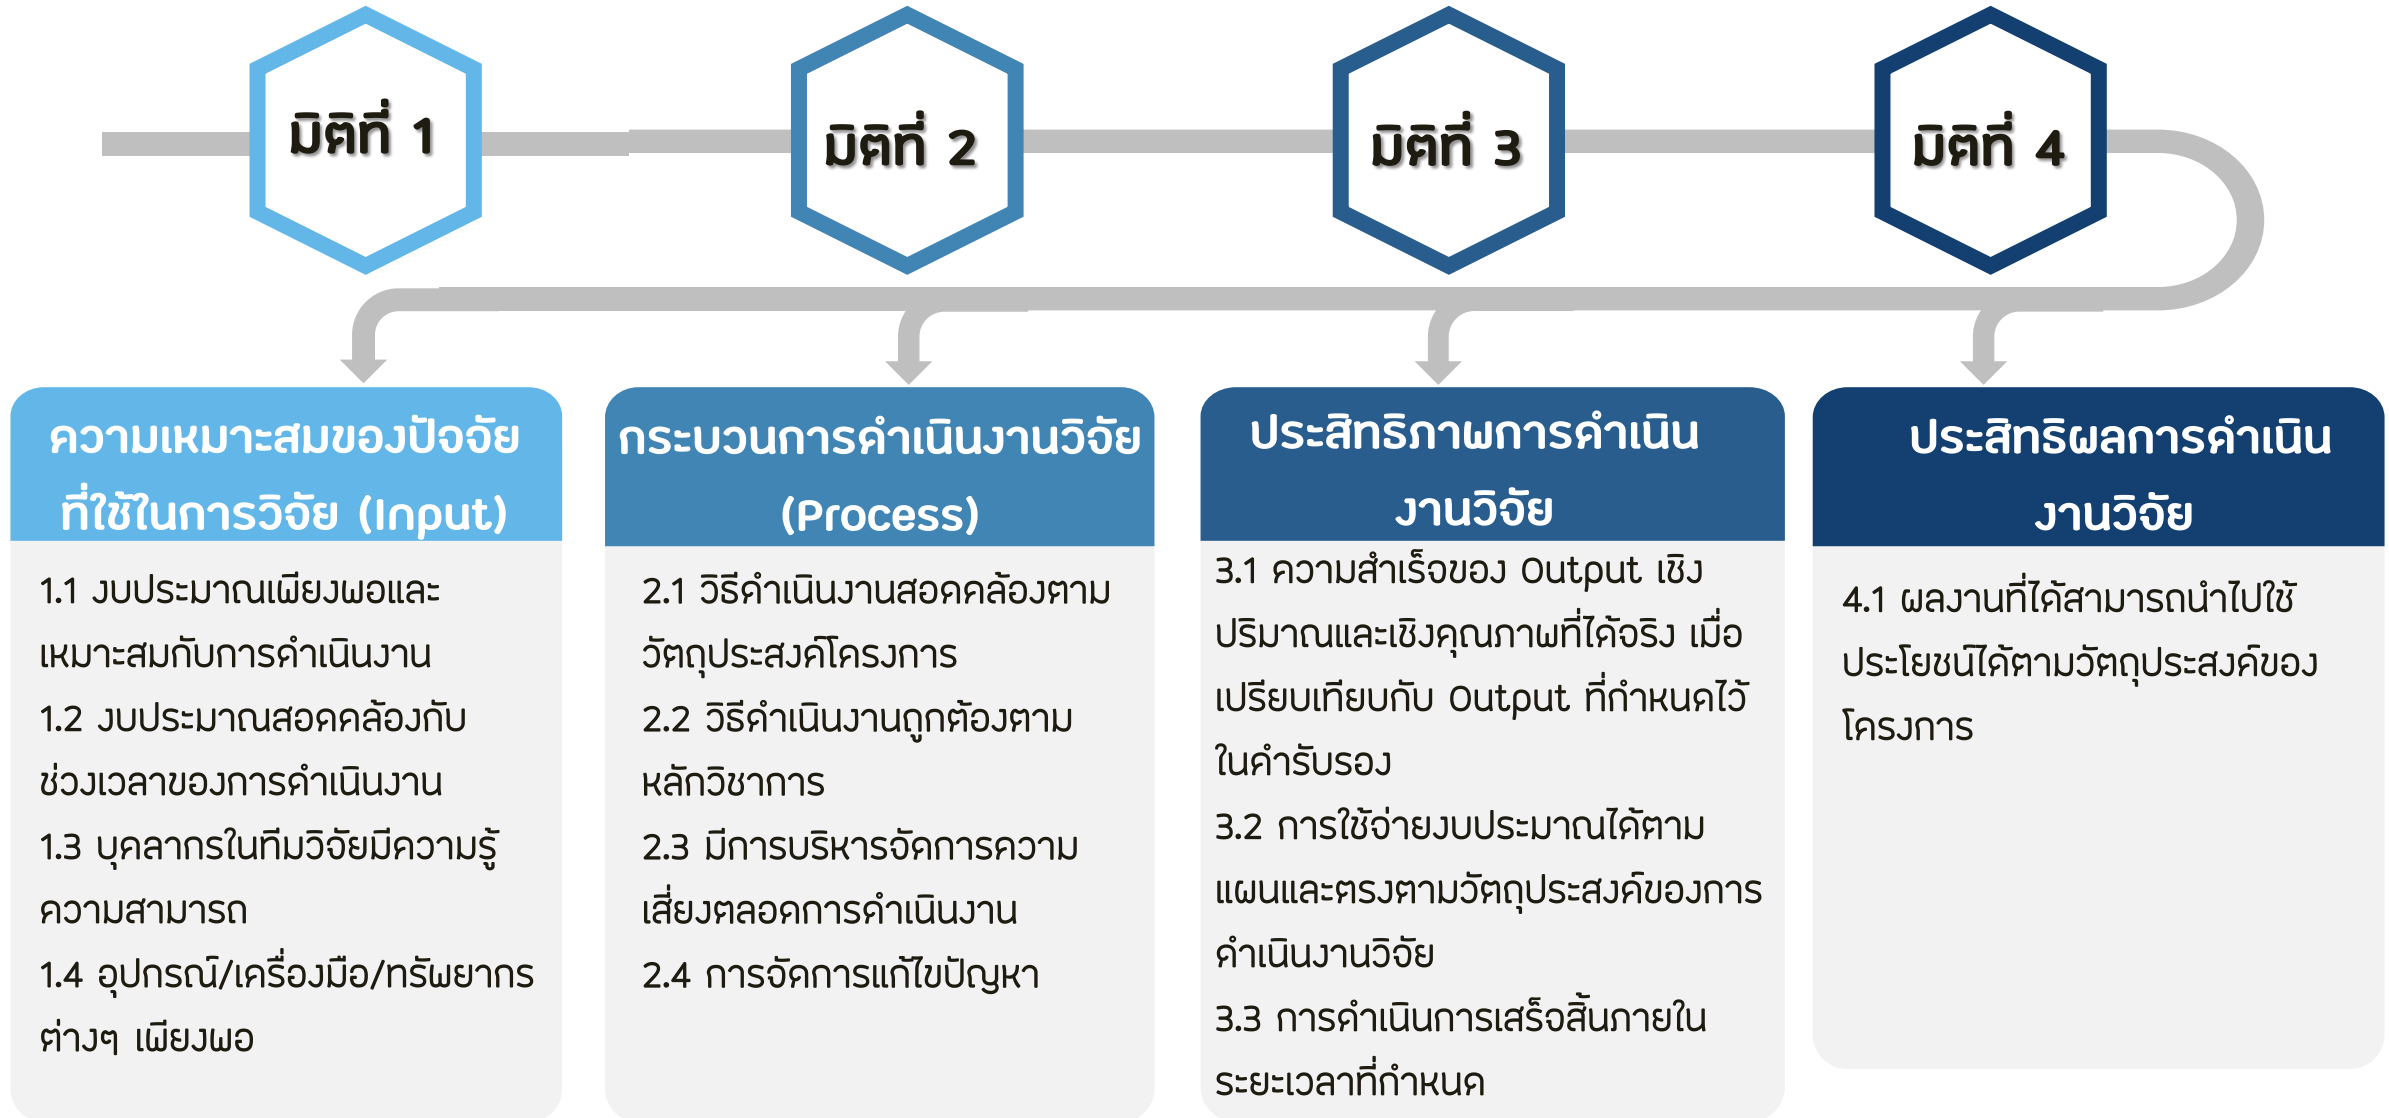 มิติที่ 1
มิติที่ 2
มิติที่ 3
มิติที่ 4
ความเหมาะสมของปัจจัย
ที่ใช้ในการวิจัย (Input)
1.1 งบประมาณเพียงพอและ
เหมาะสมกับการดำเนินงาน
1.2 งบประมาณสอดคล้องกับ
ช่วงเวลาของการดำเนินงาน
1.3 บุคลากรในทีมวิจัยมีความรู้
ความสามารถ
1.4 อุปกรณ์/เครื่องมือ/ทรัพยากร
ต่างๆ เพียงพอ
กระบวนการดำเนินงานวิจัย
(Process)
2.1 วิธีดำเนินงานสอดคล้องตาม
วัตถุประสงค์โครงการ
2.2 วิธีดำเนินงานถูกต้องตาม
หลักวิชาการ
2.3 มีการบริหารจัดการความ
เสี่ยงตลอดการดำเนินงาน
2.4 การจัดการแก้ไขปัญหา
ประสิทธิภาพการดำเนิน
งานวิจัย
3.1 ความสำเร็จของ Output เชิง
ปริมาณและเชิงคุณภาพที่ได้จริง เมื่อ
เปรียบเทียบกับ Output ที่กำหนดไว้
ในคำรับรอง
3.2 การใช้จ่ายงบประมาณได้ตาม
แผนและตรงตามวัตถุประสงค์ของการ
ดำเนินงานวิจัย
3.3 การดำเนินการเสร็จสิ้นภายใน
ระยะเวลาที่กำหนด
ประสิทธิผลการดำเนิน
งานวิจัย
4.1 ผลงานที่ได้สามารถนำไปใช้
ประโยชน์ได้ตามวัตถุประสงค์ของ
โครงการ